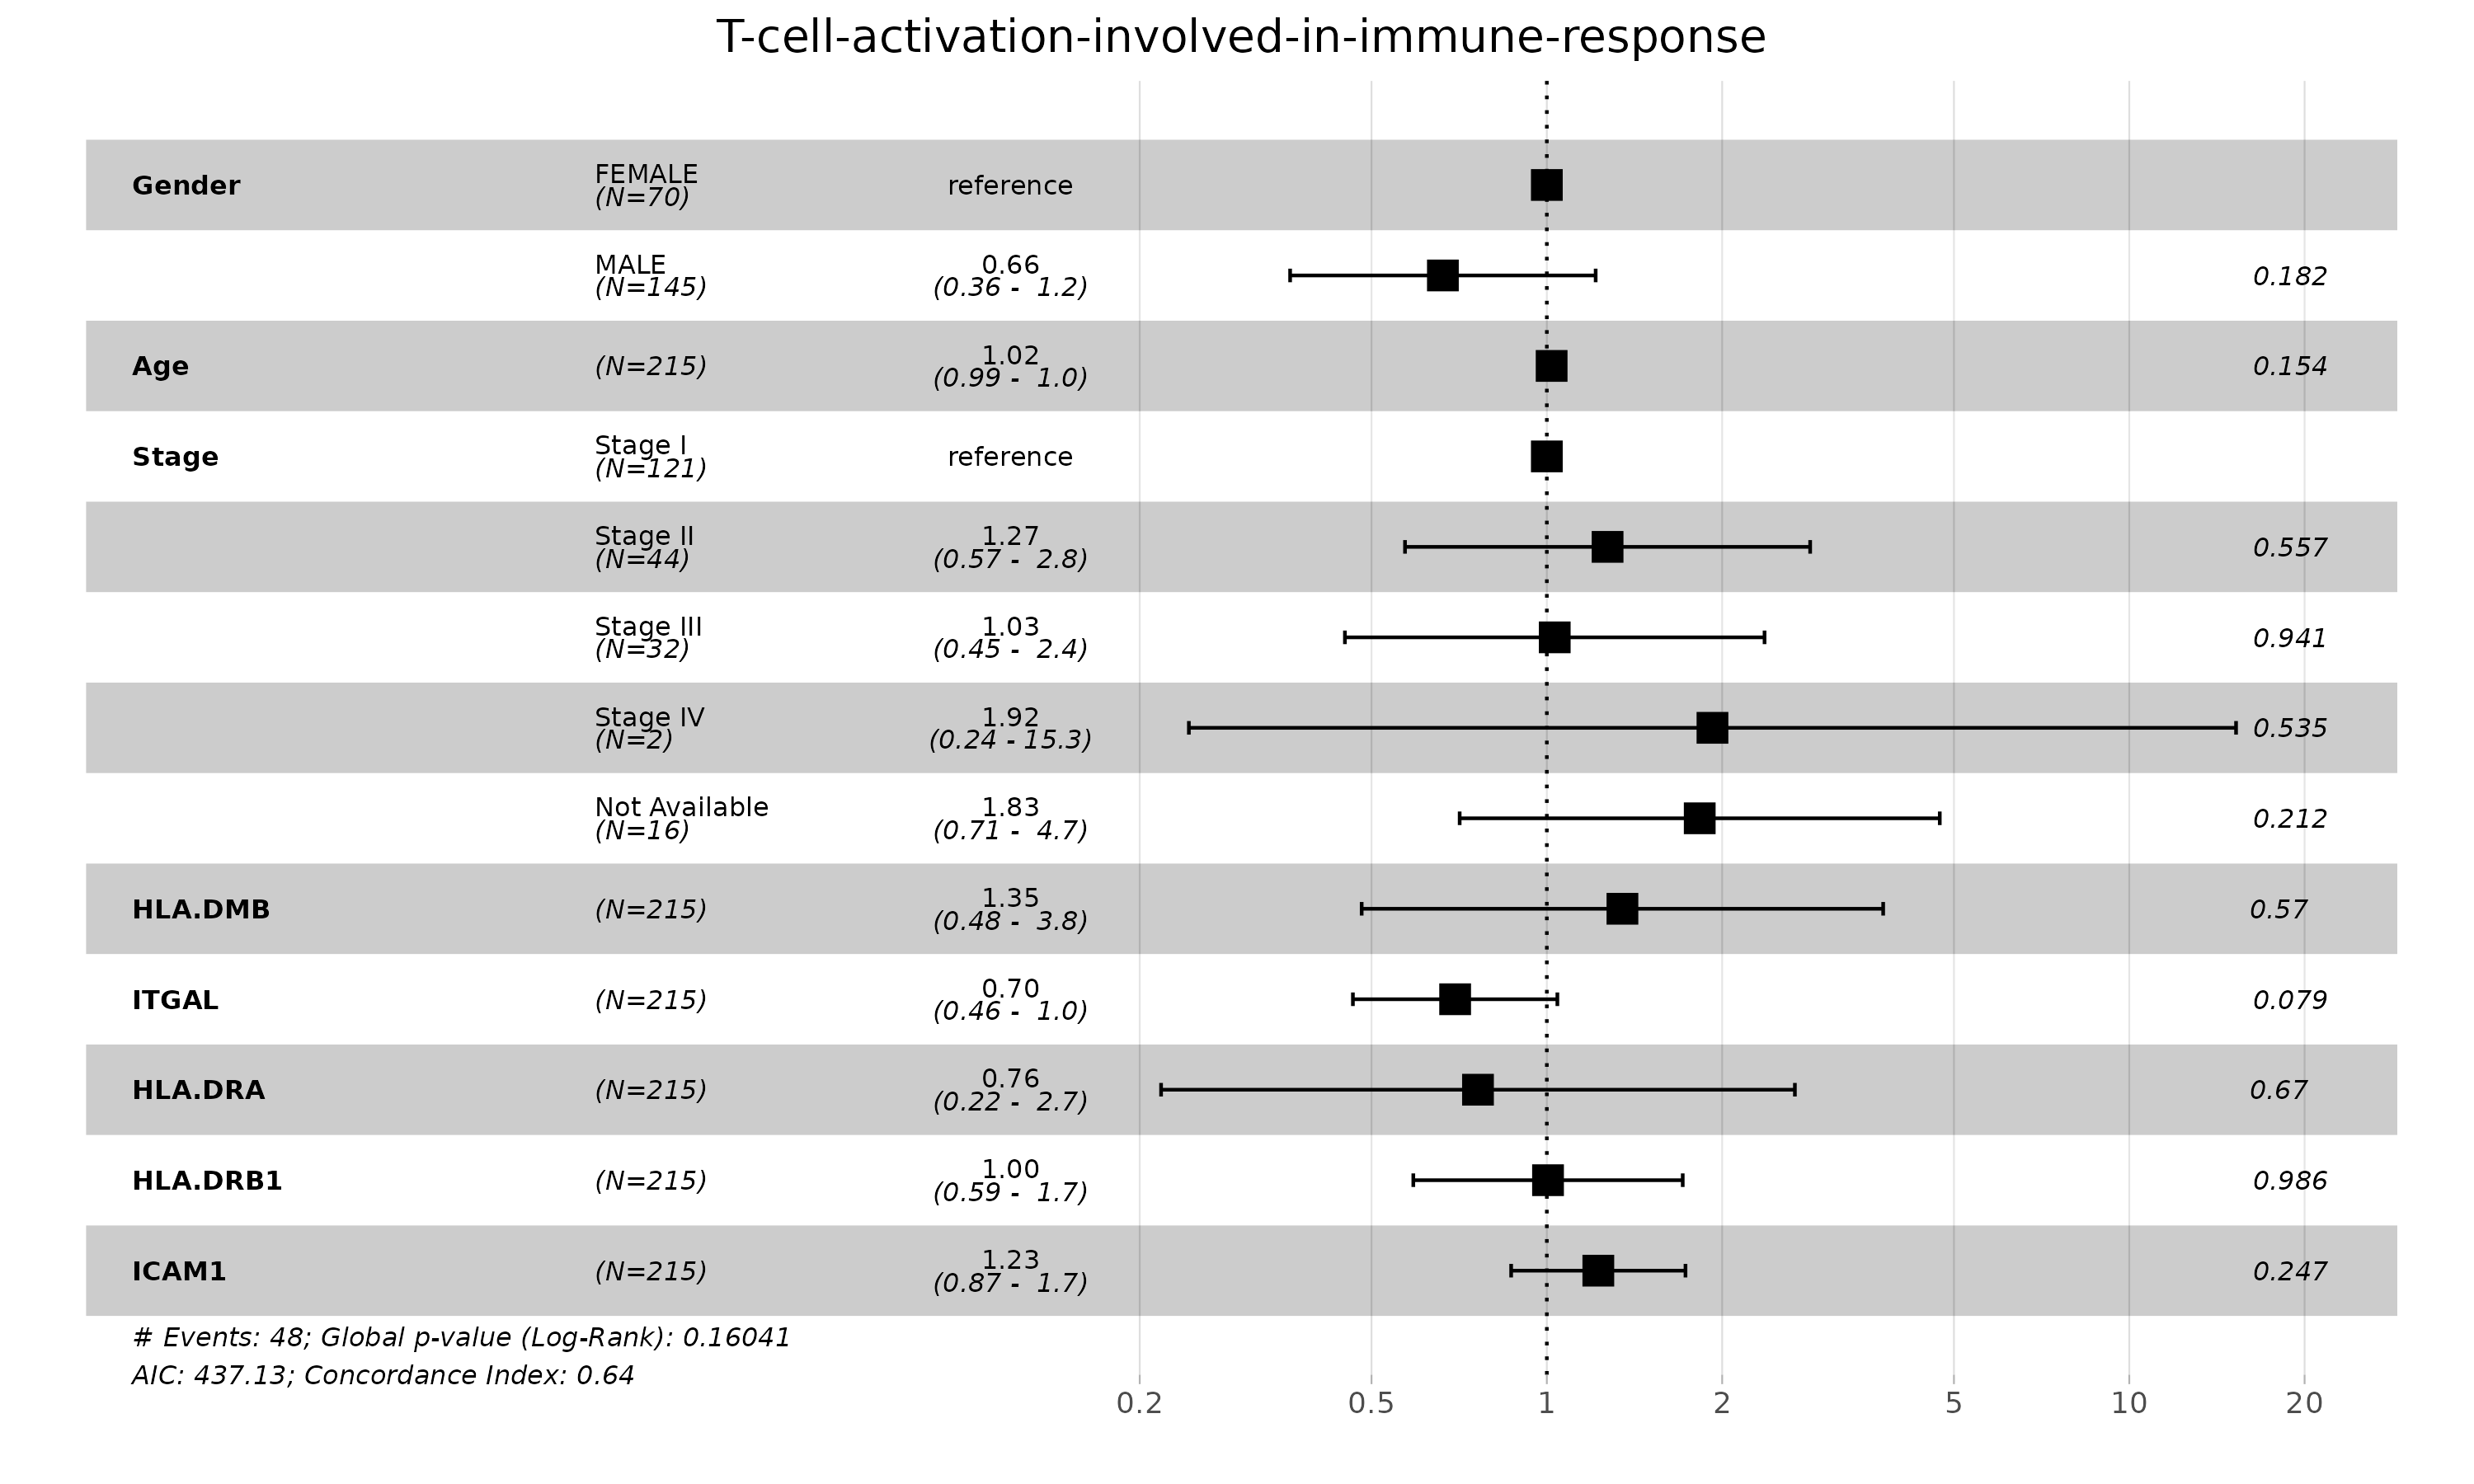 T-cell-activation-involved-in-immune-response
Gender
FEMALE
(N=70)
reference
MALE
(N=145)
0.66
(0.36 - 1.2)
0.182
Age
(N=215)
1.02
(0.99 - 1.0)
0.154
Stage
Stage I
(N=121)
reference
Stage II
(N=44)
1.27
(0.57 - 2.8)
0.557
Stage III
(N=32)
1.03
(0.45 - 2.4)
0.941
Stage IV
(N=2)
1.92
(0.24 - 15.3)
0.535
Not Available
(N=16)
1.83
(0.71 - 4.7)
0.212
HLA.DMB
(N=215)
1.35
(0.48 - 3.8)
0.57
ITGAL
(N=215)
0.70
(0.46 - 1.0)
0.079
HLA.DRA
(N=215)
0.76
(0.22 - 2.7)
0.67
HLA.DRB1
(N=215)
1.00
(0.59 - 1.7)
0.986
ICAM1
(N=215)
1.23
(0.87 - 1.7)
0.247
# Events: 48; Global p-value (Log-Rank): 0.16041
AIC: 437.13; Concordance Index: 0.64
0.2 0.5 1 2 5 10 20